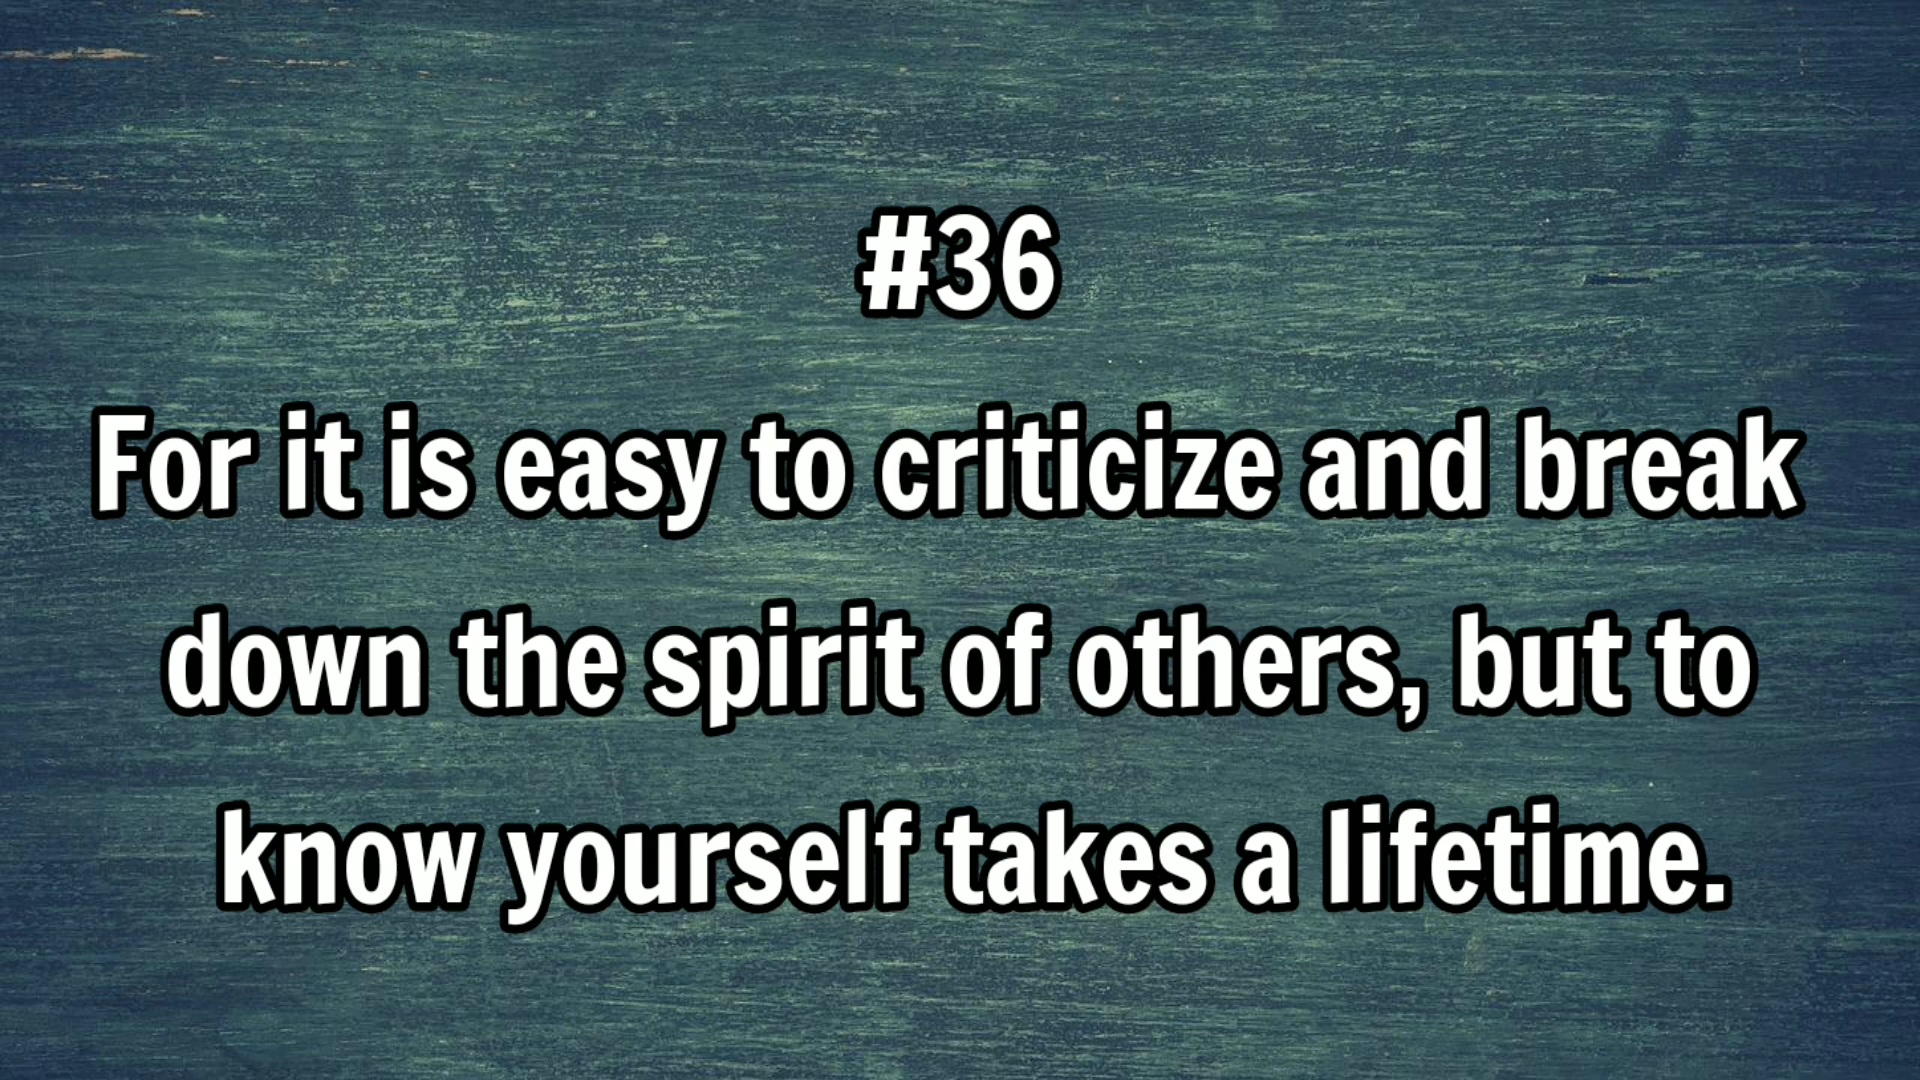 #36
For it is easy to criticize and break
down the spirit of others, but to
know yourself takes a lifetime.